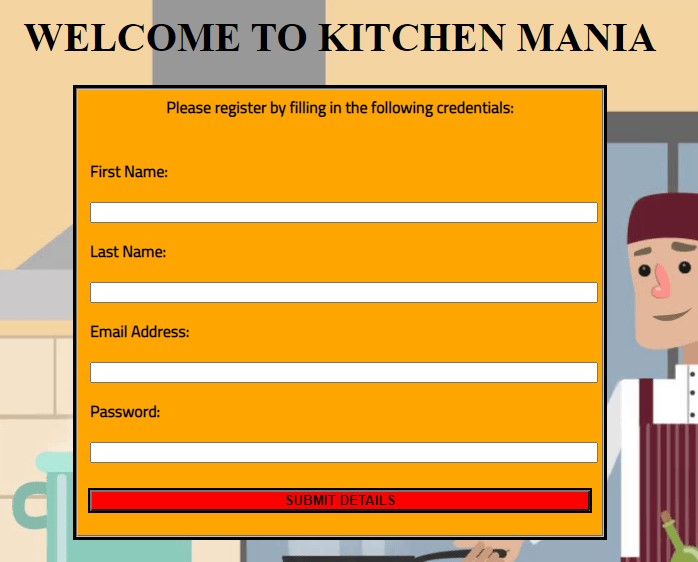 WELCOME TO KITCHEN MANIA
Please register by filling in the following credentials:
First Name:
Last Name:
Email Address:
Password:
SUBMIT DETAILS